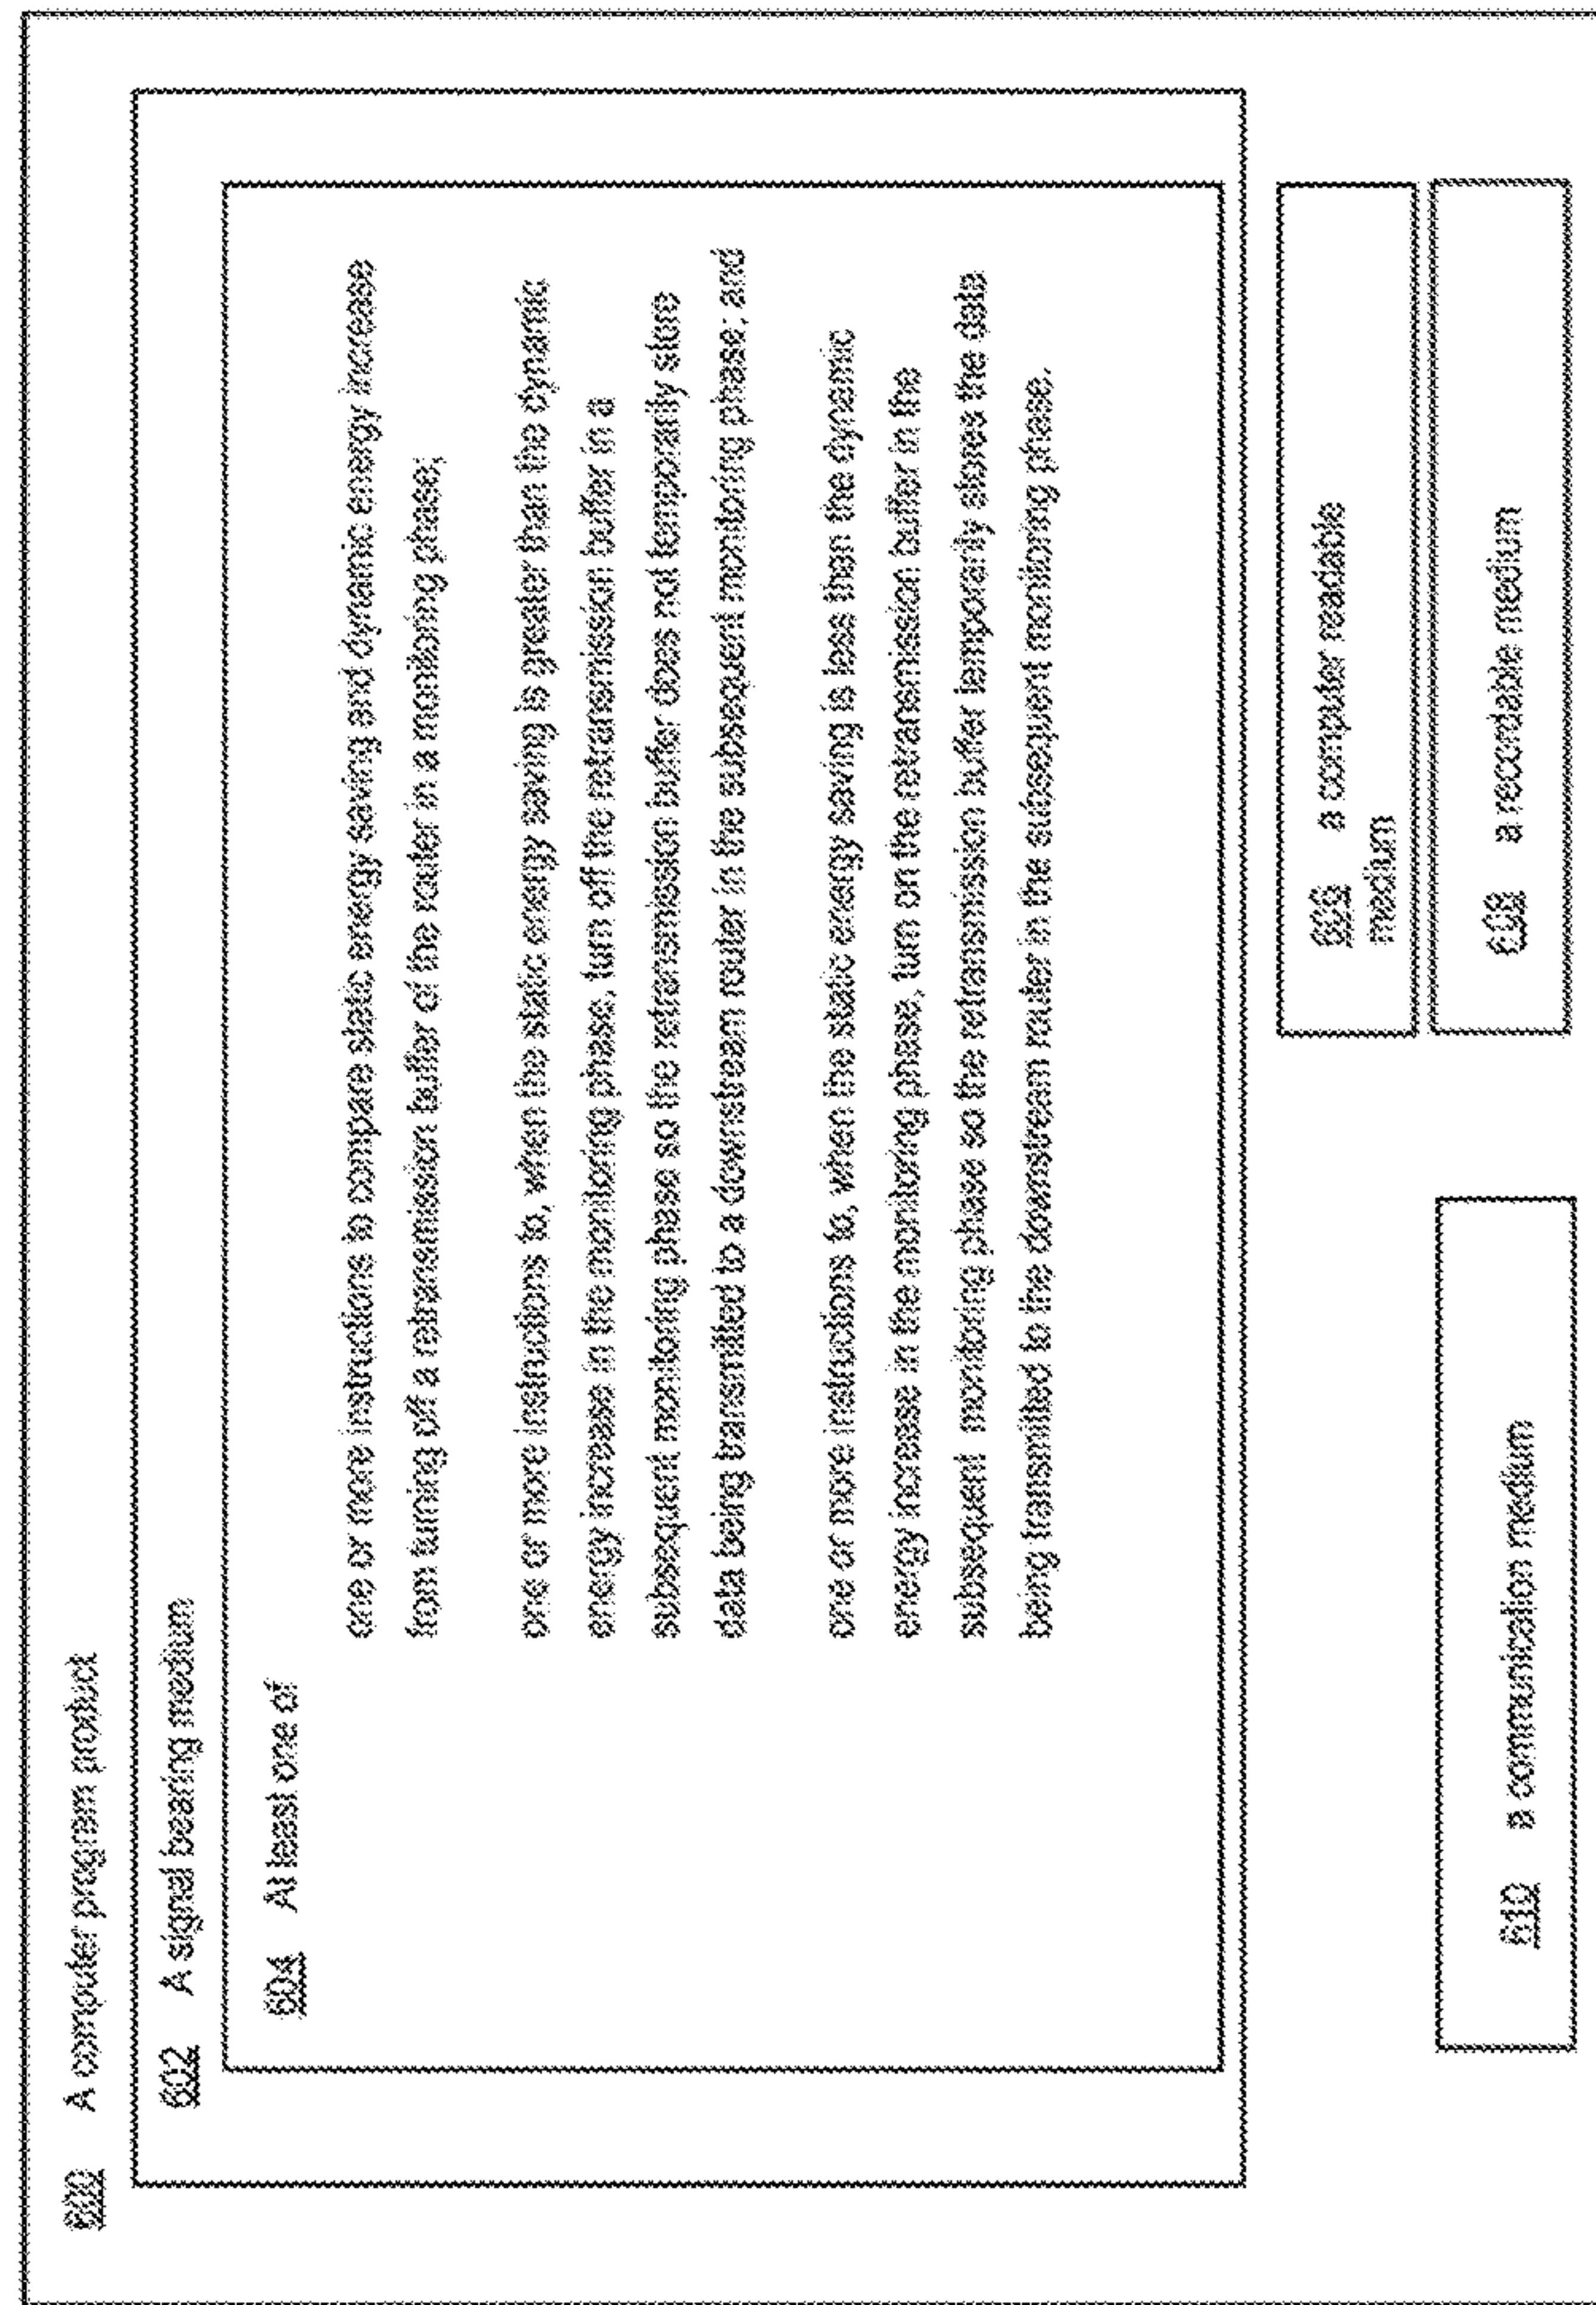 600 A computer program product
602 A signal bearing medium
604 At least one of
one or more instructions to compare static energy saving and dynamic energy increase
from turning off a retransmission buffer of the router in a monitoring phase;
one or more instructions to, when the static energy saving is greater than the dynamic
energy increase in the monitoring phase, turn off the retransmission buffer in a
subsequent monitoring phase so the retransmission buffer does not temporarily store
data being transmitted to a downstream router in the subsequent monitoring phase; and
one or more instructions to, when the static energy saving is less than the dynamic
energy increase in the monitoring phase, turn on the retransmission buffer in the
subsequent monitoring phase so the retransmission buffer temporarily stores the data
being transmitted to the downstream router in the subsequent monitoring phase.
606 a computer readable
medium
608 a recordable medium
610 a communication medium